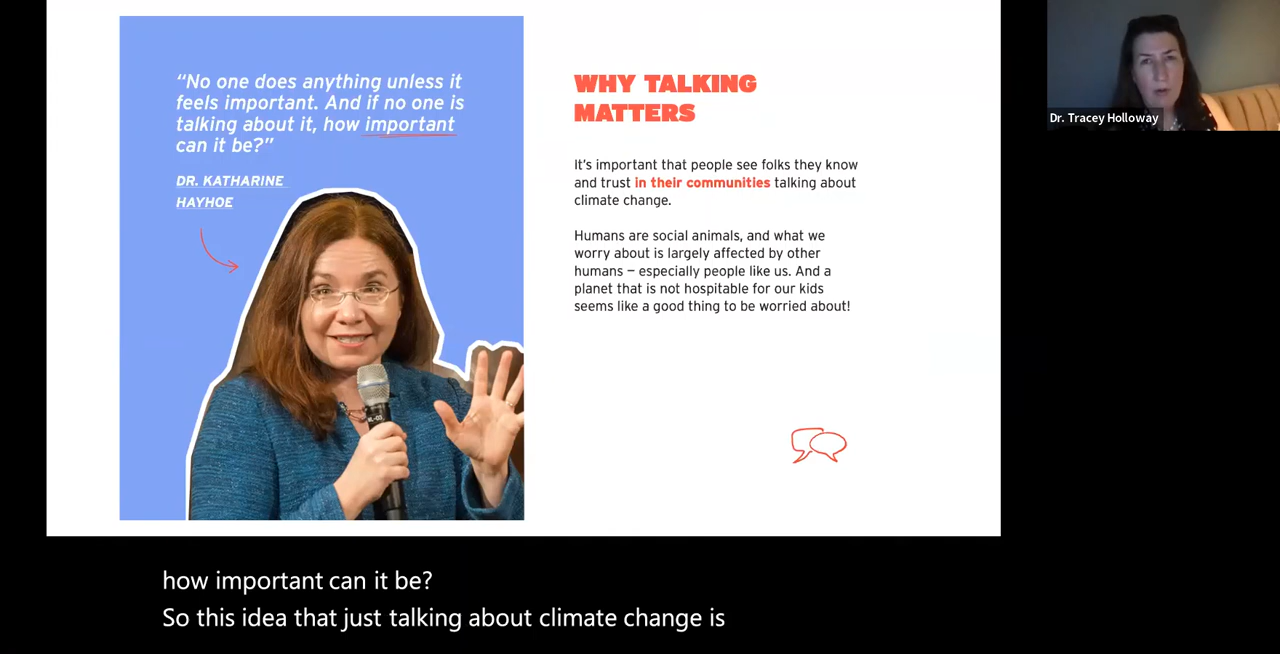 “No one does anything unless it
feels important. And if no one is
talking about it, how important
can it be?”
DR. KATHARINE
HAYHOE
WHY TALKING
MATTERS
It’s important that people see folks they know
and trust in their communities talking about
climate change.
Humans are social animals, and what we
worry about is largely affected by other
humans – especially people like us. And a
planet that is not hospitable for our kids
seems like a good thing to be worried about!
Dr. Tracey Holloway
how important can it be?
So this idea that just talking about climate change is